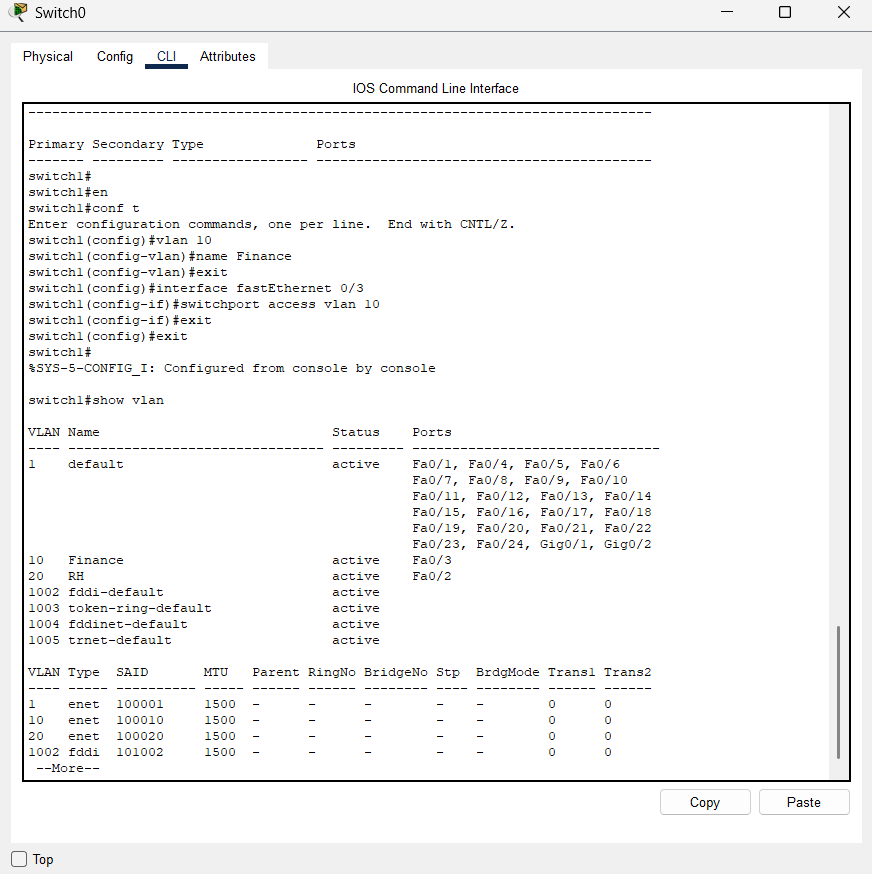 Switch0
Physical Config CLI Attributes
IOS Command Line Interface
------------------------------------------------------------------------------
Primary Secondary Type              Ports
------- --------- ----------------- ------------------------------------------
switch1#
switch1#en
switch1#conf t
Enter configuration commands, one per line.  End with CNTL/Z.
switch1(config)#vlan 10
switch1(config-vlan)#name Finance
switch1(config-vlan)#exit
switch1(config)#interface fastEthernet 0/3
switch1(config-if)#switchport access vlan 10
switch1(config-if)#exit
switch1(config)#exit
switch1#
%SYS-5-CONFIG_I: Configured from console by console
switch1#show vlan
VLAN Name                             Status    Ports
---- -------------------------------- --------- -------------------------------
1    default                          active    Fa0/1, Fa0/4, Fa0/5, Fa0/6
                                                Fa0/7, Fa0/8, Fa0/9, Fa0/10
                                                Fa0/11, Fa0/12, Fa0/13, Fa0/14
                                                Fa0/15, Fa0/16, Fa0/17, Fa0/18
                                                Fa0/19, Fa0/20, Fa0/21, Fa0/22
                                                Fa0/23, Fa0/24, Gig0/1, Gig0/2
10   Finance                          active    Fa0/3
20   RH                               active    Fa0/2
1002 fddi-default                     active
1003 token-ring-default               active
1004 fddinet-default                  active
1005 trnet-default                    active
VLAN Type  SAID       MTU   Parent RingNo BridgeNo Stp  BrdgMode Trans1 Trans2
---- ----- ---------- ----- ------ ------ -------- ---- -------- ------ ------
1    enet  100001     1500  -      -      -        -    -        0      0
10   enet  100010     1500  -      -      -        -    -        0      0
20   enet  100020     1500  -      -      -        -    -        0      0
1002 fddi  101002     1500  -      -      -        -    -        0      0
 --More--
Copy Paste
Top